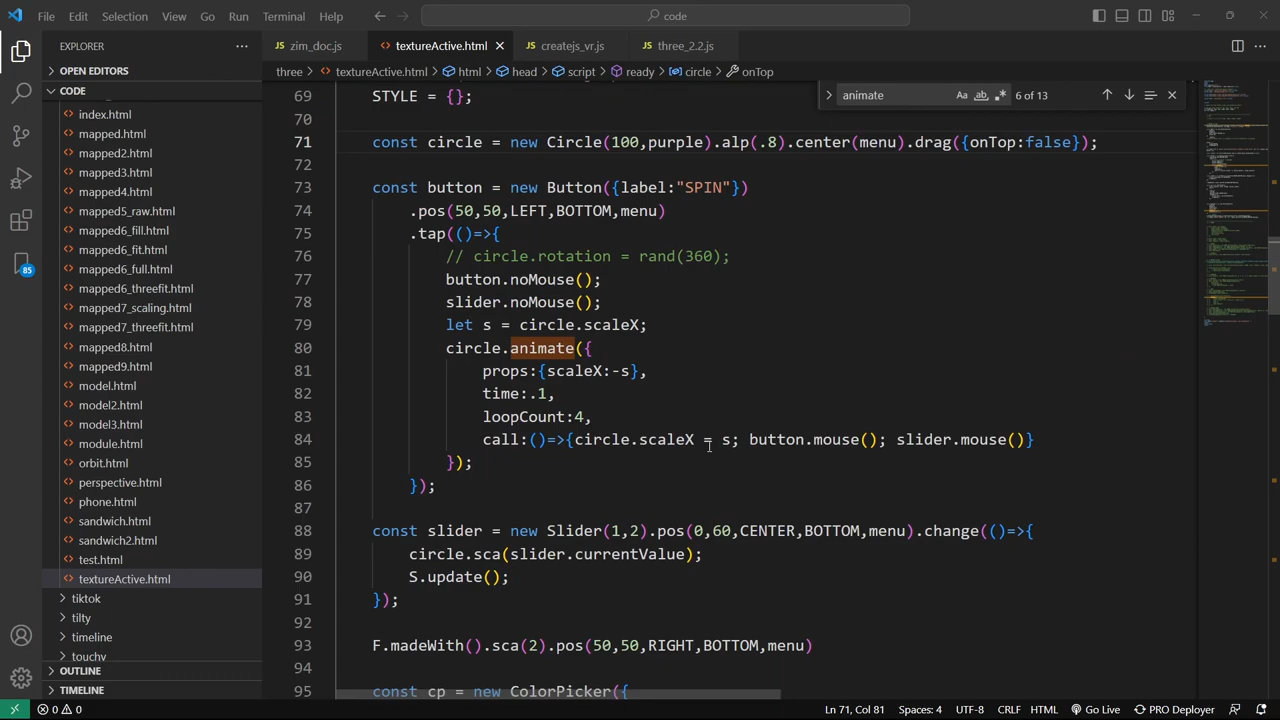 File Edit Selection View Go Run Terminal Help
code
EXPLORER
zim_doc.js
textureActive.html
createjs_vr.js
three_2.2.js
OPEN EDITORS
CODE
three > textureActive.html > html > head > script > ready > circle > onTop
animate
ab
6 of 13
index.html
mapped.html
mapped2.html
mapped3.html
mapped4.html
mapped5_raw.html
mapped6_fill.html
mapped6_fit.html
mapped6_full.html
mapped6_threefit.html
mapped7_scaling.html
mapped7_threefit.html
mapped8.html
mapped9.html
model.html
model2.html
model3.html
module.html
orbit.html
perspective.html
phone.html
sandwich.html
sandwich2.html
test.html
textureActive.html
tiktok
tilty
timeline
touchy
OUTLINE
TIMELINE
85
69 STYLE = {};
70
71 const circle = new Circle(100,purple).alp(.8).center(menu).drag({onTop:false});
72
73 const button = new Button({label:"SPIN"})
74 .pos(50,50,LEFT,BOTTOM,menu)
75 .tap(()=>{
76 // circle.rotation = rand(360);
77 button.noMouse();
78 slider.noMouse();
79 let s = circle.scaleX;
80 circle.animate({
81 props:{scaleX:-s},
82 time:.1,
83 loopCount:4,
84 call:()=>{circle.scaleX = s; button.mouse(); slider.mouse()}
85 });
86 });
87
88 const slider = new Slider(1,2).pos(0,60,CENTER,BOTTOM,menu).change(()=>{
89 circle.sca(slider.currentValue);
90 S.update();
91 });
92
93 F.madeWith().sca(2).pos(50,50,RIGHT,BOTTOM,menu)
94
95 const cp = new ColorPicker({
0 0
Ln 71, Col 81 Spaces: 4 UTF-8 CRLF HTML Go Live PRO Deployer